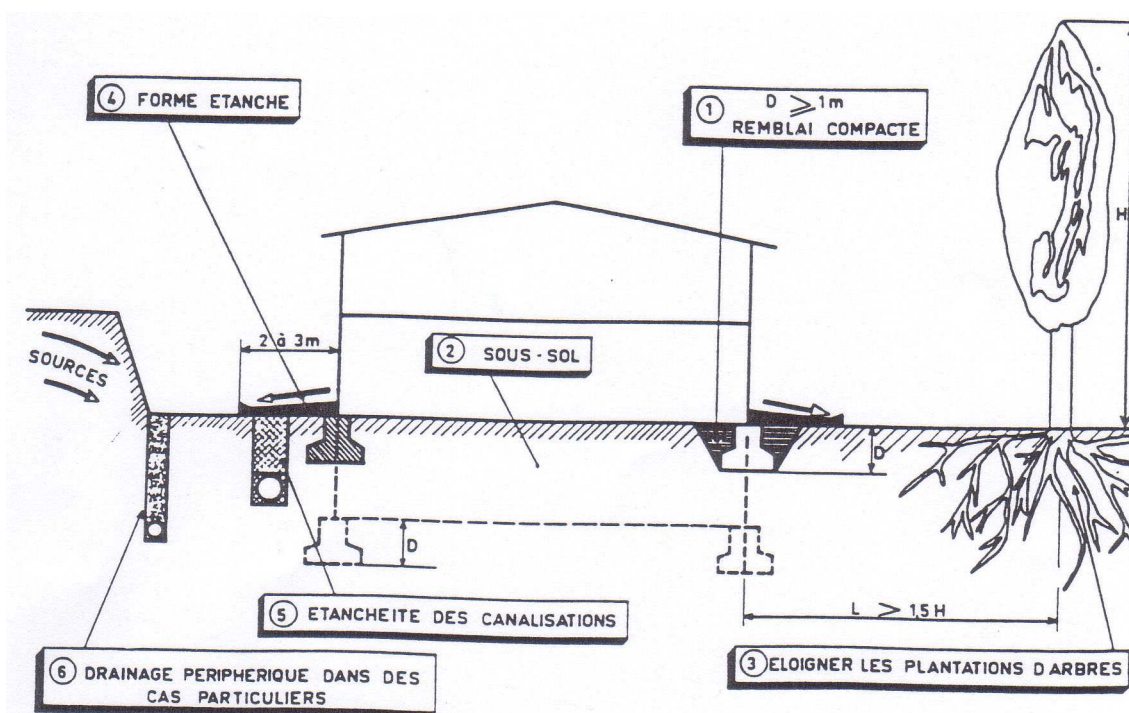 ④ FORME ETANCHE
① D ⩾ 1m
REMBLAI COMPACTE
H
2 à 3m
② SOUS-SOL
SOURCES
D
D
⑤ ETANCHEITE DES CANALISATIONS
L > 1,5 H
⑥ DRAINAGE PERIPHERIQUE DANS DES
CAS PARTICULIERS
③ ELOIGNER LES PLANTATIONS D'ARBRES